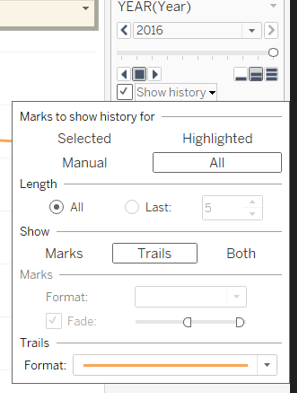 YEAR(Year)
2016
Show history
Marks to show history for
Selected Highlighted
Manual All
Length
All Last: 5
Show
Marks Trails Both
Marks
Format:
Fade:
Trails
Format: